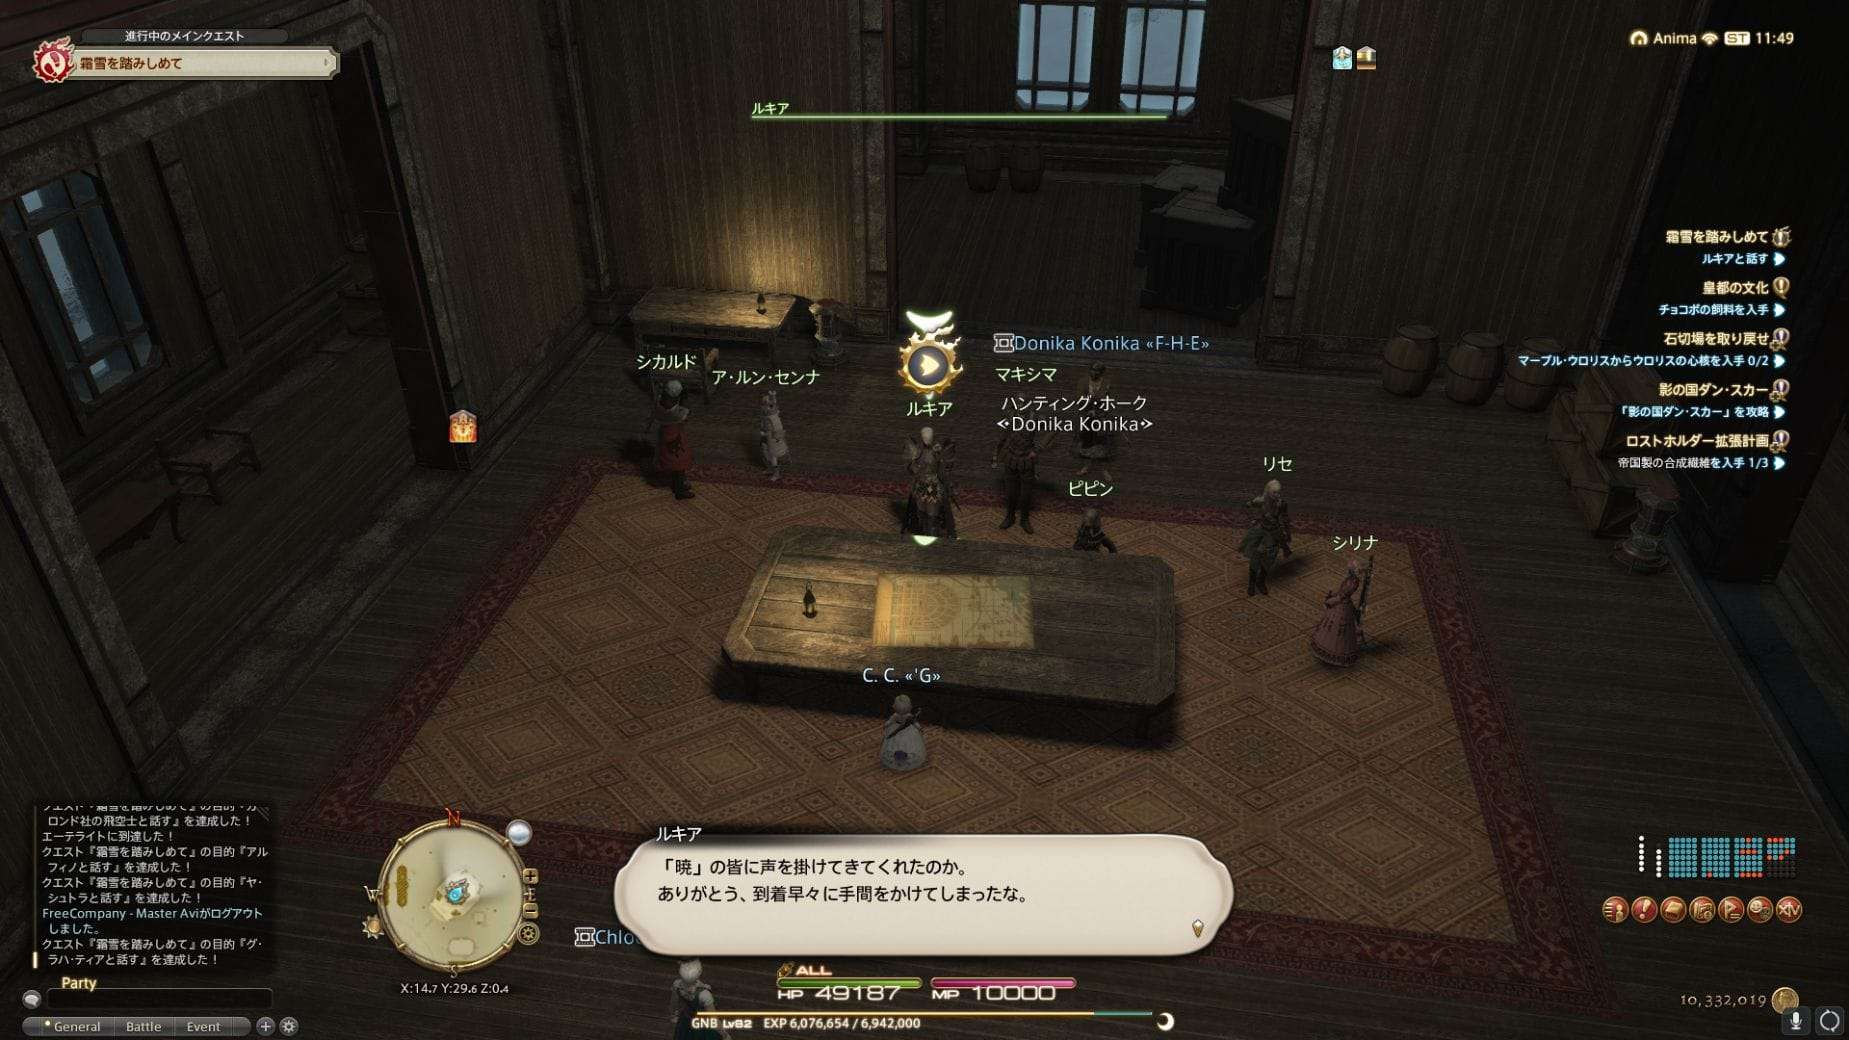 進行中のメインクエスト
霜雪を踏みしめて
Anima ST 11:49
ルキア
霜雪を踏みしめて
ルキアと話す
皇都の文化
チョコボの飼料を入手
石切場を取り戻せ
マーブル・ウロリスからウロリスの心核を入手 0/2
影の国ダン・スカー
「影の国ダン・スカー」を攻略
ロストホルダー拡張計画
帝国製の合成繊維を入手 1/3
Donika Konika «F-H-E»
シカルド
ア・ルン・センナ
マキシマ
ルキア
ハンティング・ホーク
Donika Konika
リセ
ピピン
シリナ
C. C. «'G»
ロンド社の飛空士と話す』を達成した！
エーテライトに到達した！
クエスト『霜雪を踏みしめて』の目的『アル
フィノと話す』を達成した！
クエスト『霜雪を踏みしめて』の目的『ヤ・
シュトラと話す』を達成した！
FreeCompany - Master Aviがログアウト
しました。
クエスト『霜雪を踏みしめて』の目的『グ・
ラハ・ティアと話す』を達成した！
Party
General Battle Event
N
W
S
X:14.7 Y:29.6 Z:0.4
ルキア
「暁」の皆に声を掛けてきてくれたのか。
ありがとう、到着早々に手間をかけてしまったな。
Chlo
ALL
HP 49187 MP 10000
GNB Lv82 EXP 6,076,654 / 6,942,000
XIV
10,332,019